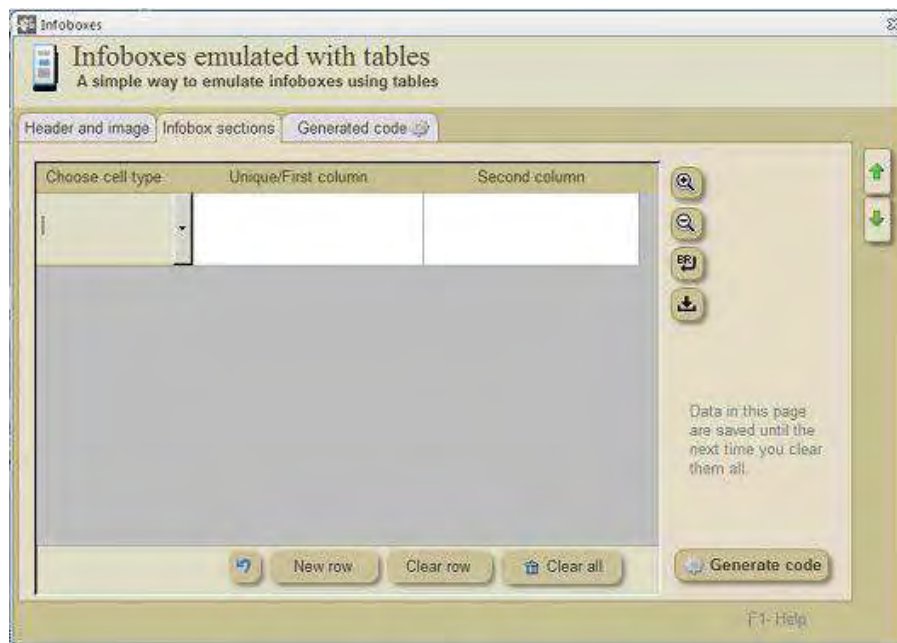 Infoboxes
Infoboxes emulated with tables
A simple way to emulate infoboxes using tables
Header and image
Infobox sections
Generated code
Choose cell type
Unique/First column
Second column
BR
Data in this page
are saved until the
next time you clear
them all.
New row
Clear row
Clear all
Generate code
F1- Help